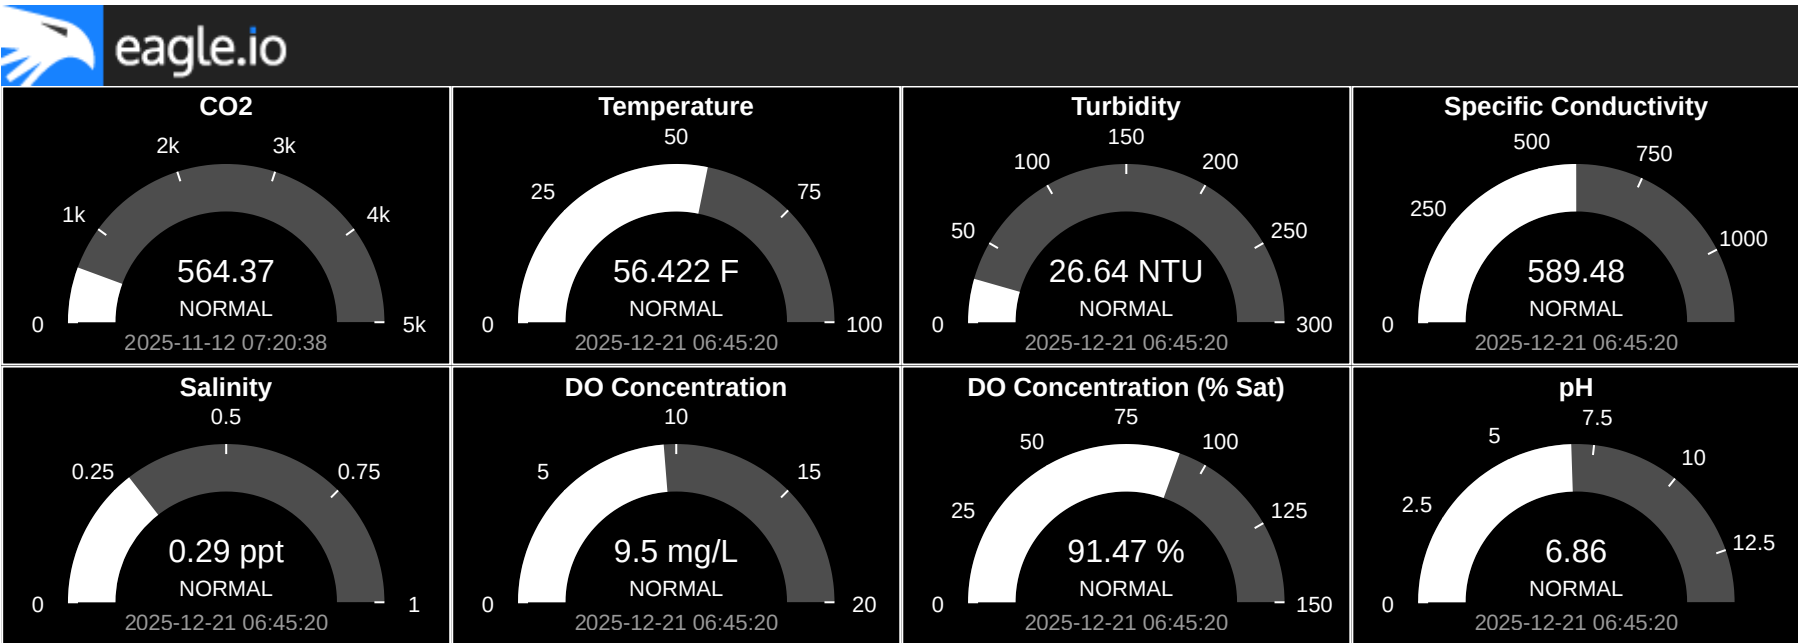 eagle.io
CO2
2k
3k
1k
4k
564.37
NORMAL
0
5k
2025-11-12 07:20:38
Temperature
50
25
75
56.422 F
NORMAL
0
100
2025-12-21 06:45:20
Turbidity
150
100
200
50
250
26.64 NTU
NORMAL
0
300
2025-12-21 06:45:20
Specific Conductivity
500
750
250
1000
589.48
NORMAL
0
2025-12-21 06:45:20
Salinity
0.5
0.25
0.75
0.29 ppt
NORMAL
0
1
2025-12-21 06:45:20
DO Concentration
10
5
15
9.5 mg/L
NORMAL
0
20
2025-12-21 06:45:20
DO Concentration (% Sat)
75
50
100
25
125
91.47 %
NORMAL
0
150
2025-12-21 06:45:20
pH
7.5
5
10
2.5
12.5
6.86
NORMAL
0
2025-12-21 06:45:20